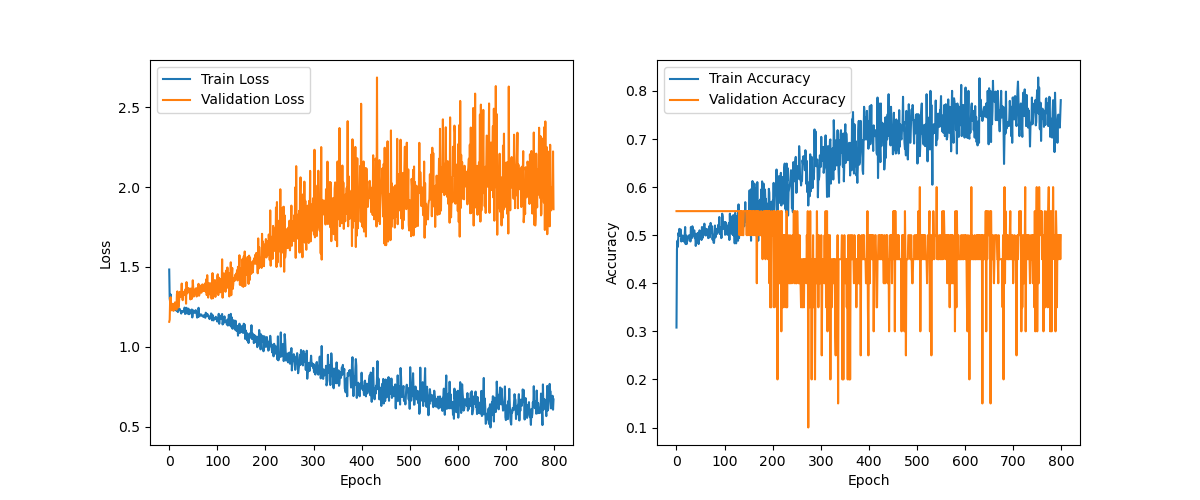 Train Loss
Validation Loss
2.5
2.0
1.5
1.0
0.5
Loss
0 100 200 300 400 500 600 700 800
Epoch
Train Accuracy
Validation Accuracy
0.8
0.7
0.6
0.5
0.4
0.3
0.2
0.1
Accuracy
0 100 200 300 400 500 600 700 800
Epoch